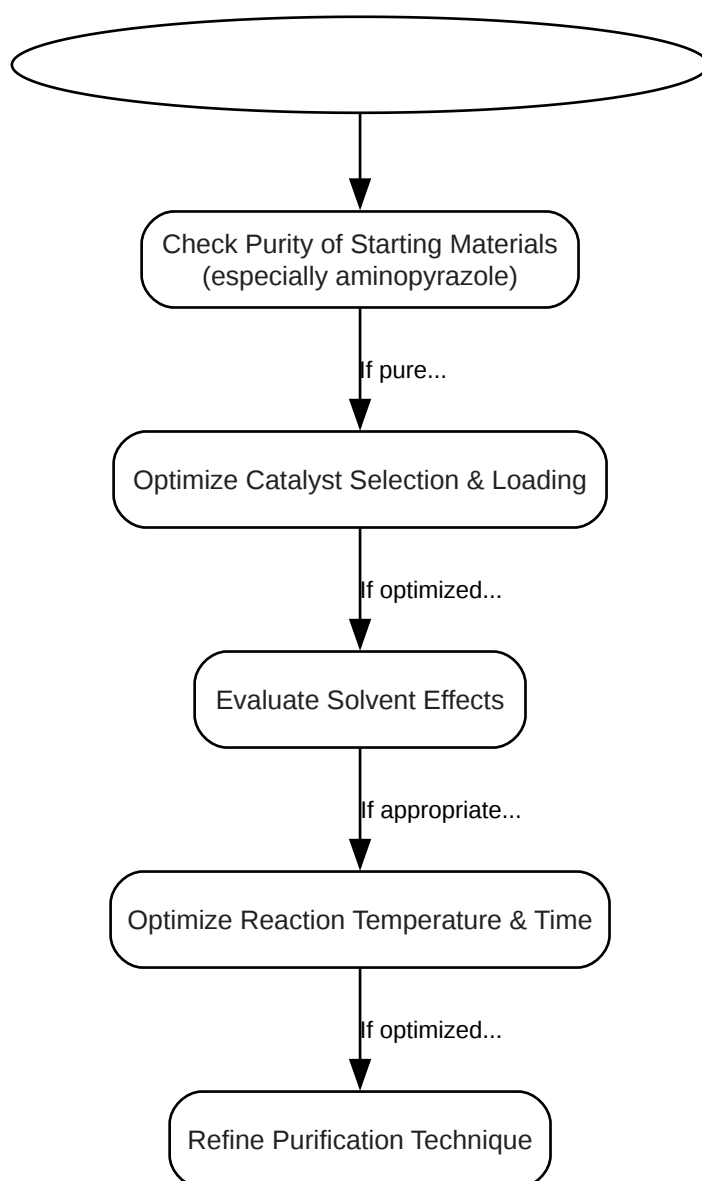 Check Purity of Starting Materials
(especially aminopyrazole)
If pure...
Optimize Catalyst Selection & Loading
If optimized...
Evaluate Solvent Effects
If appropriate...
Optimize Reaction Temperature & Time
If optimized...
Refine Purification Technique